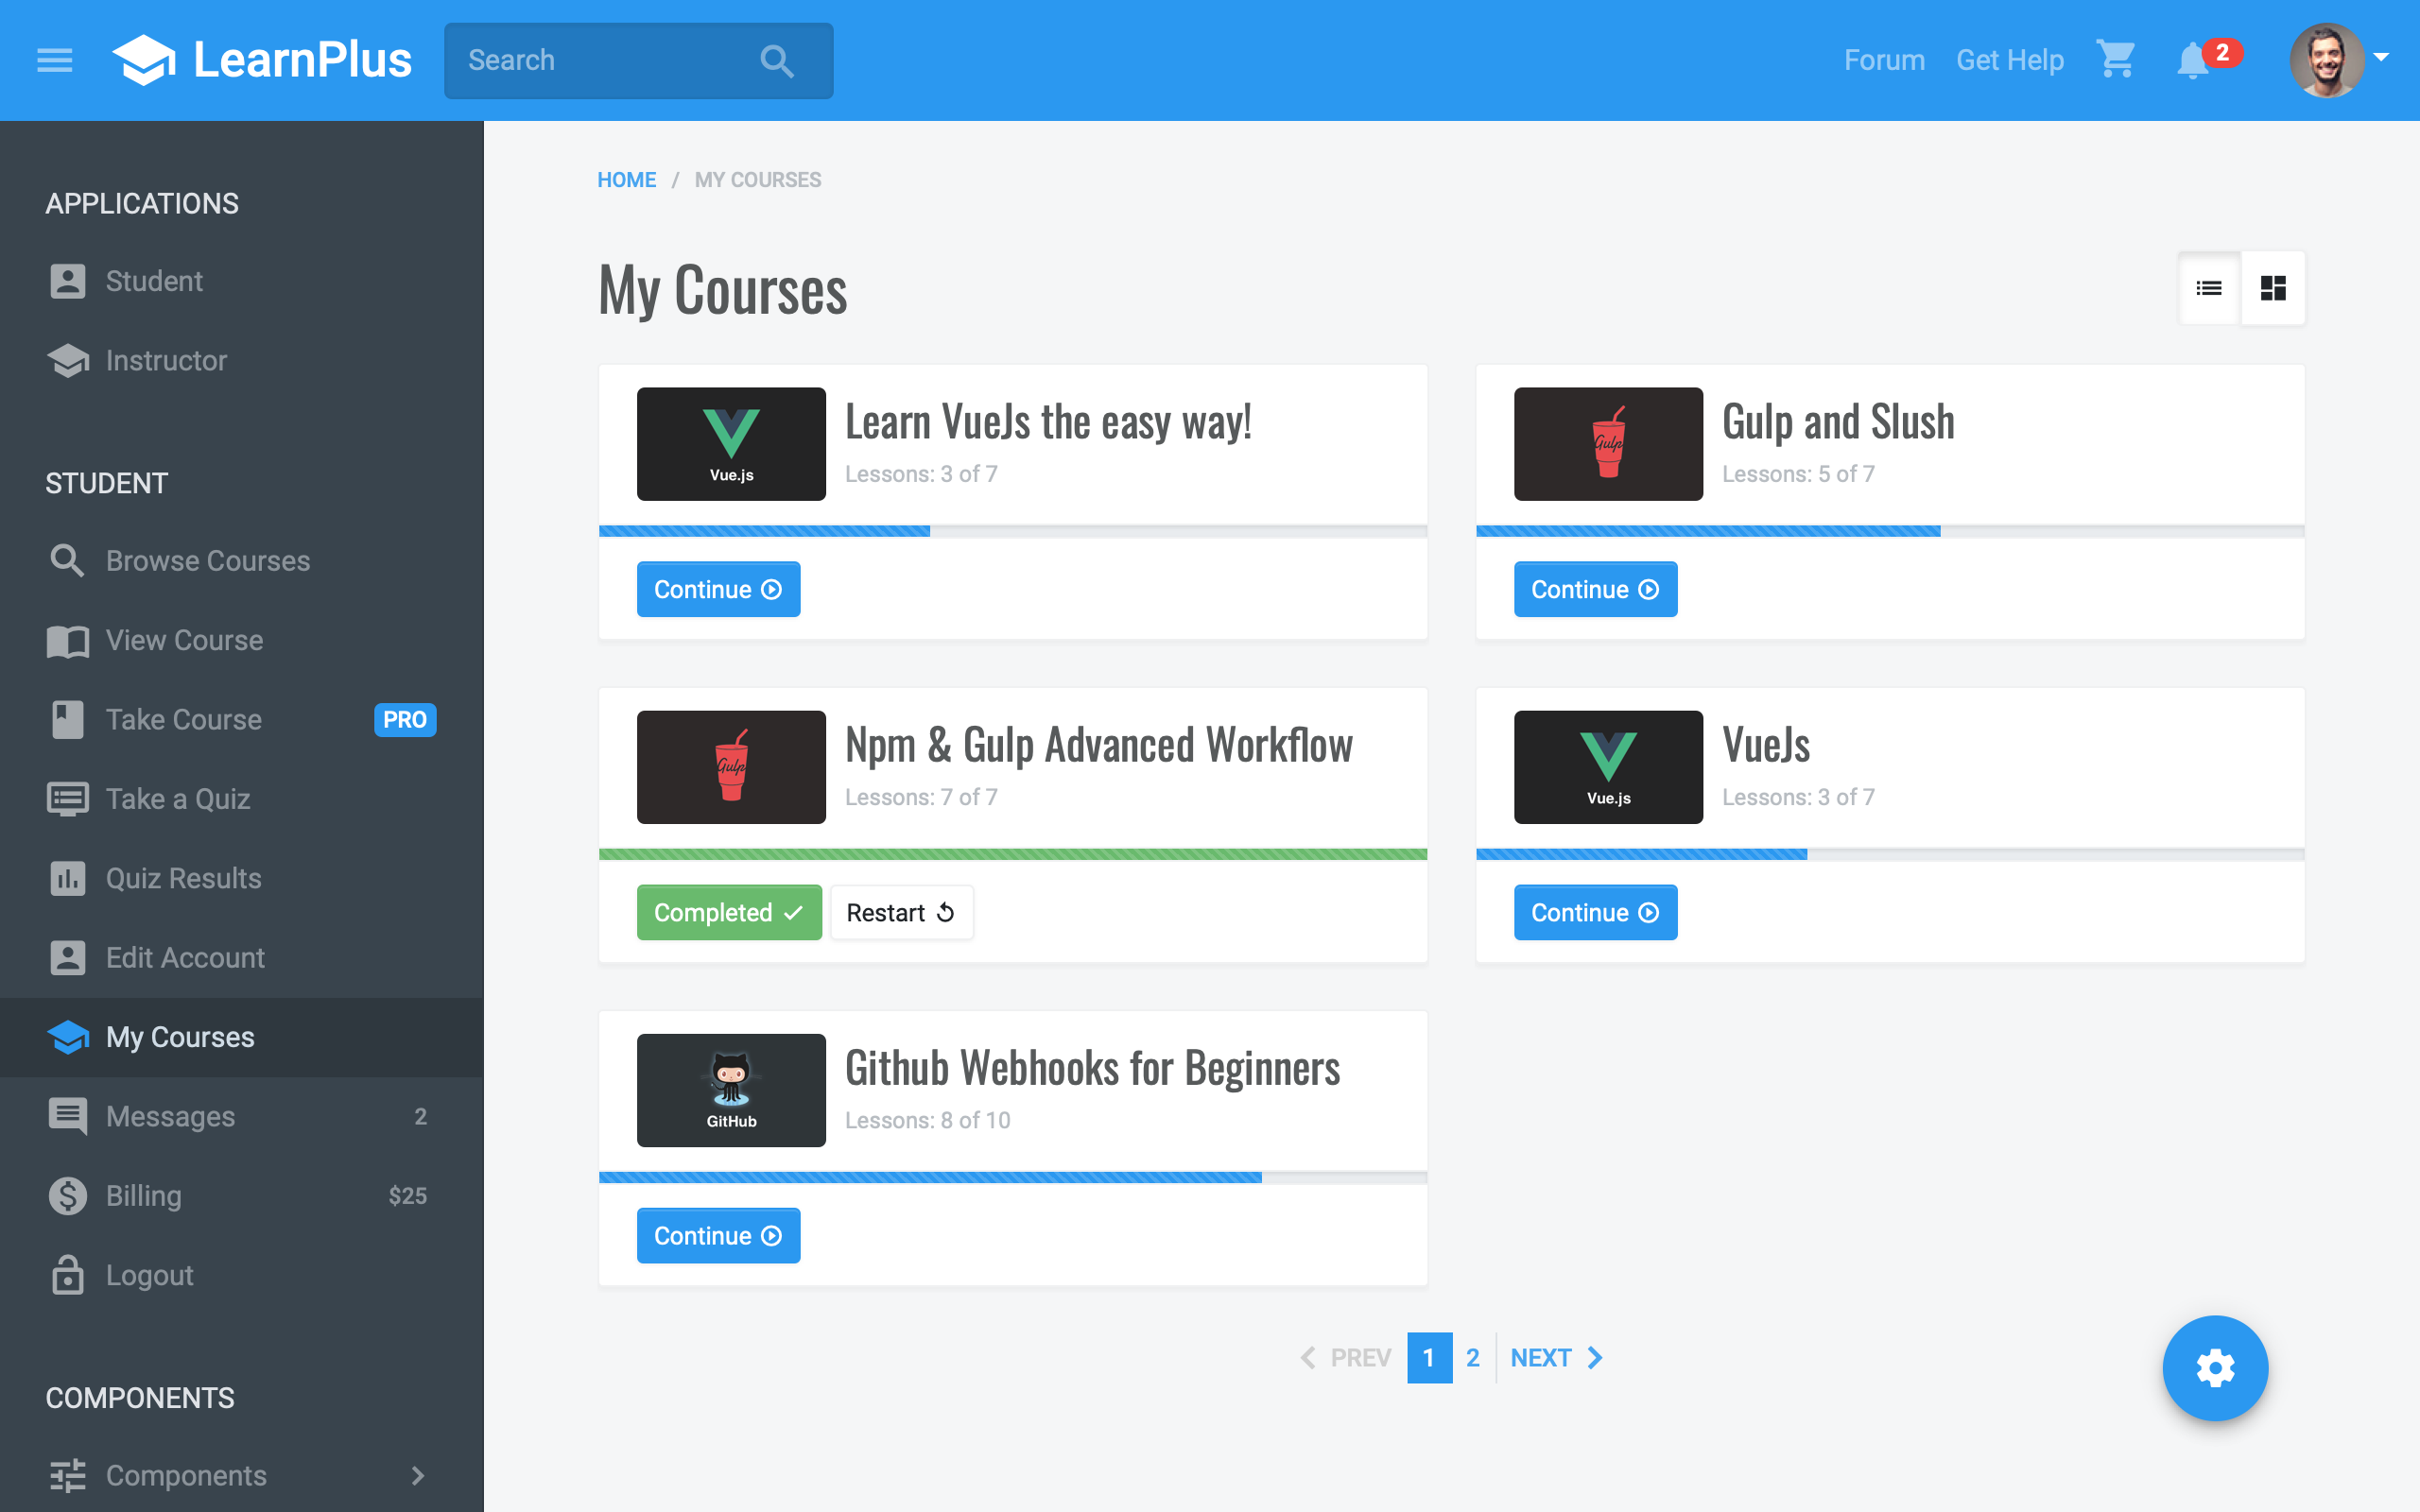 LearnPlus
Search
Forum
Get Help
2
APPLICATIONS
Student
Instructor
STUDENT
Browse Courses
View Course
Take Course
PRO
Take a Quiz
Quiz Results
Edit Account
My Courses
Messages
2
Billing
$25
Logout
COMPONENTS
Components
HOME / MY COURSES
My Courses
Vue.js
Learn VueJs the easy way!
Lessons: 3 of 7
Continue
Gulp
Gulp and Slush
Lessons: 5 of 7
Continue
Gulp
Npm & Gulp Advanced Workflow
Lessons: 7 of 7
Completed
Restart
Vue.js
VueJs
Lessons: 3 of 7
Continue
GitHub
Github Webhooks for Beginners
Lessons: 8 of 10
Continue
PREV 1 2 NEXT